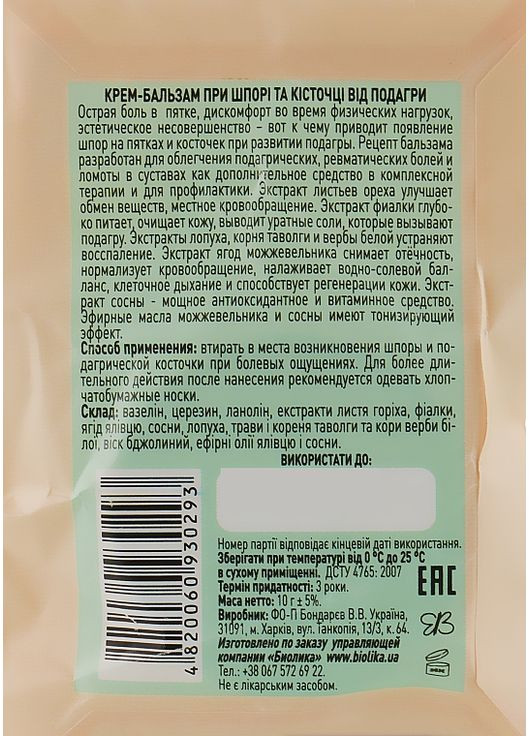 КРЕМ-БАЛЬЗАМ ПРИ ШПОРІ ТА КІСТОЧЦІ ВІД ПОДАГРИ
Острая боль в пятке, дискомфорт во время физических нагрузок,
эстетическое несовершенство - вот к чему приводит появление
шпор на пятках и косточек при развитии подагры. Рецепт бальзама
разработан для облегчения подагрических, ревматических болей и
ломоты в суставах как дополнительное средство в комплексной
терапии и для профилактики. Экстракт листьев ореха улучшает
обмен веществ, местное кровообращение. Экстракт фиалки глубо-
ко питает, очищает кожу, выводит уратные соли, которые вызывают
подагру. Экстракты лопуха, корня таволги и вербы белой устраняют
восспаление. Экстракт ягод можжевельника снимает отёчность,
нормализует кровообращение, налаживает водно-солевой ба-
ланс, клеточное дыхание и способствует регенерации кожи. Экст-
ракт сосны - мощное антиоксидантное и витаминное средство.
Эфирные масла можжевельника и сосны имеют тонизирующий
эффект.
Способ применения: втирать в места возникновения шпоры и по-
дагрической косточки при болевых ощущениях. Для более дли-
тельного действия после нанесения рекомендуется одевать хлоп-
чатобумажные носки.
Склад: вазелін, церезин, ланолін, екстракти листя горіха, фіалки,
ягід ялівцю, сосни, лопуха, трави і кореня таволги та кори верби бі-
лої, віск бджолиний, ефірні олії ялівцю і сосни.
ВИКОРИСТАТИ ДО:
4820060930293
Номер партії відповідає кінцевій даті використання.
Зберігати при температурі від 0 °С до 25 °С
в сухому приміщенні. ДСТУ 4765: 2007
Термін придатності: 3 роки.
Маса нетто: 10 г ± 5%.
EAC
Виробник: ФО-П Бондарєв В.В. Україна,
61091, м. Харків, вул. Танкопія, 13/3, к. 64.
Изготовлено по заказу управляющей
компании «Биолика» www.biolika.ua
Тел.: +38 067 572 69 22.
Не є лікарським засобом.